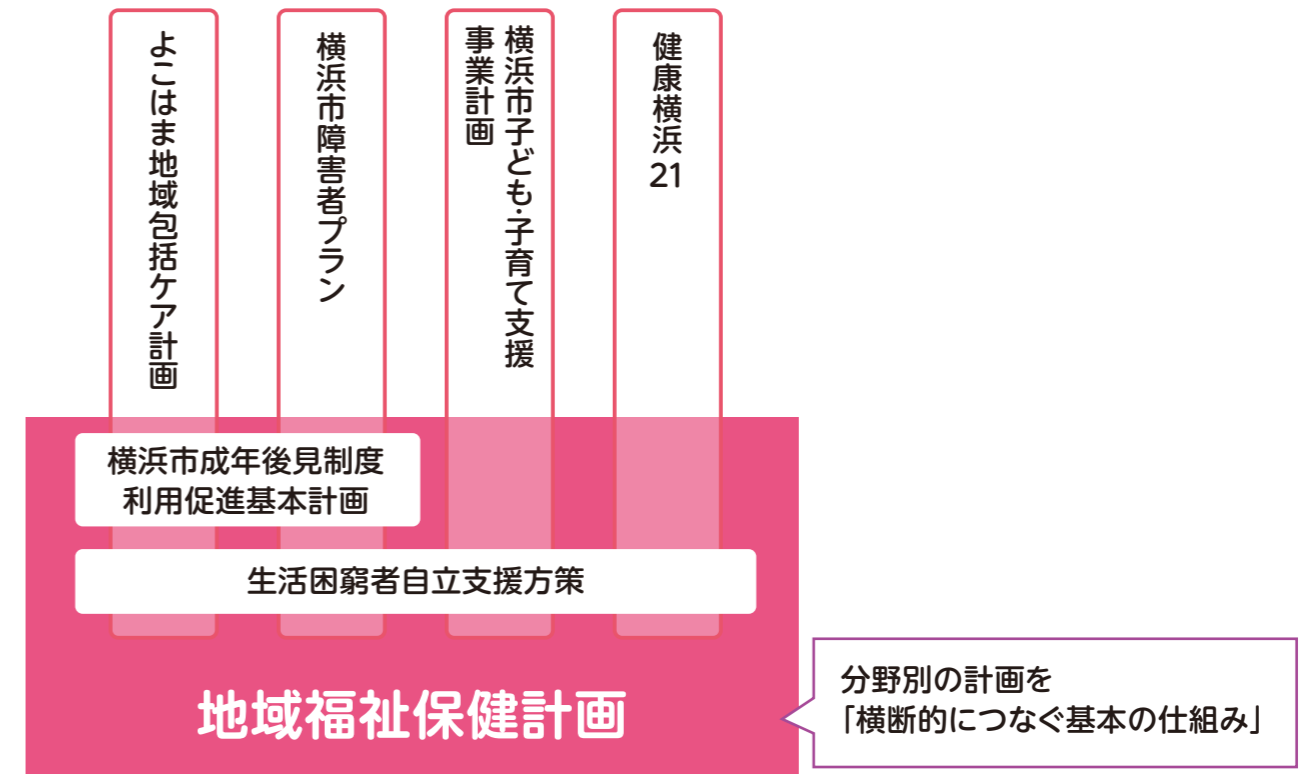 よこはま地域包括ケア計画
横浜市障害者プラン
横浜市子ども・子育て支援
事業計画
健康横浜21
横浜市成年後見制度
利用促進基本計画
生活困窮者自立支援方策
地域福祉保健計画
分野別の計画を
「横断的につなぐ基本の仕組み」